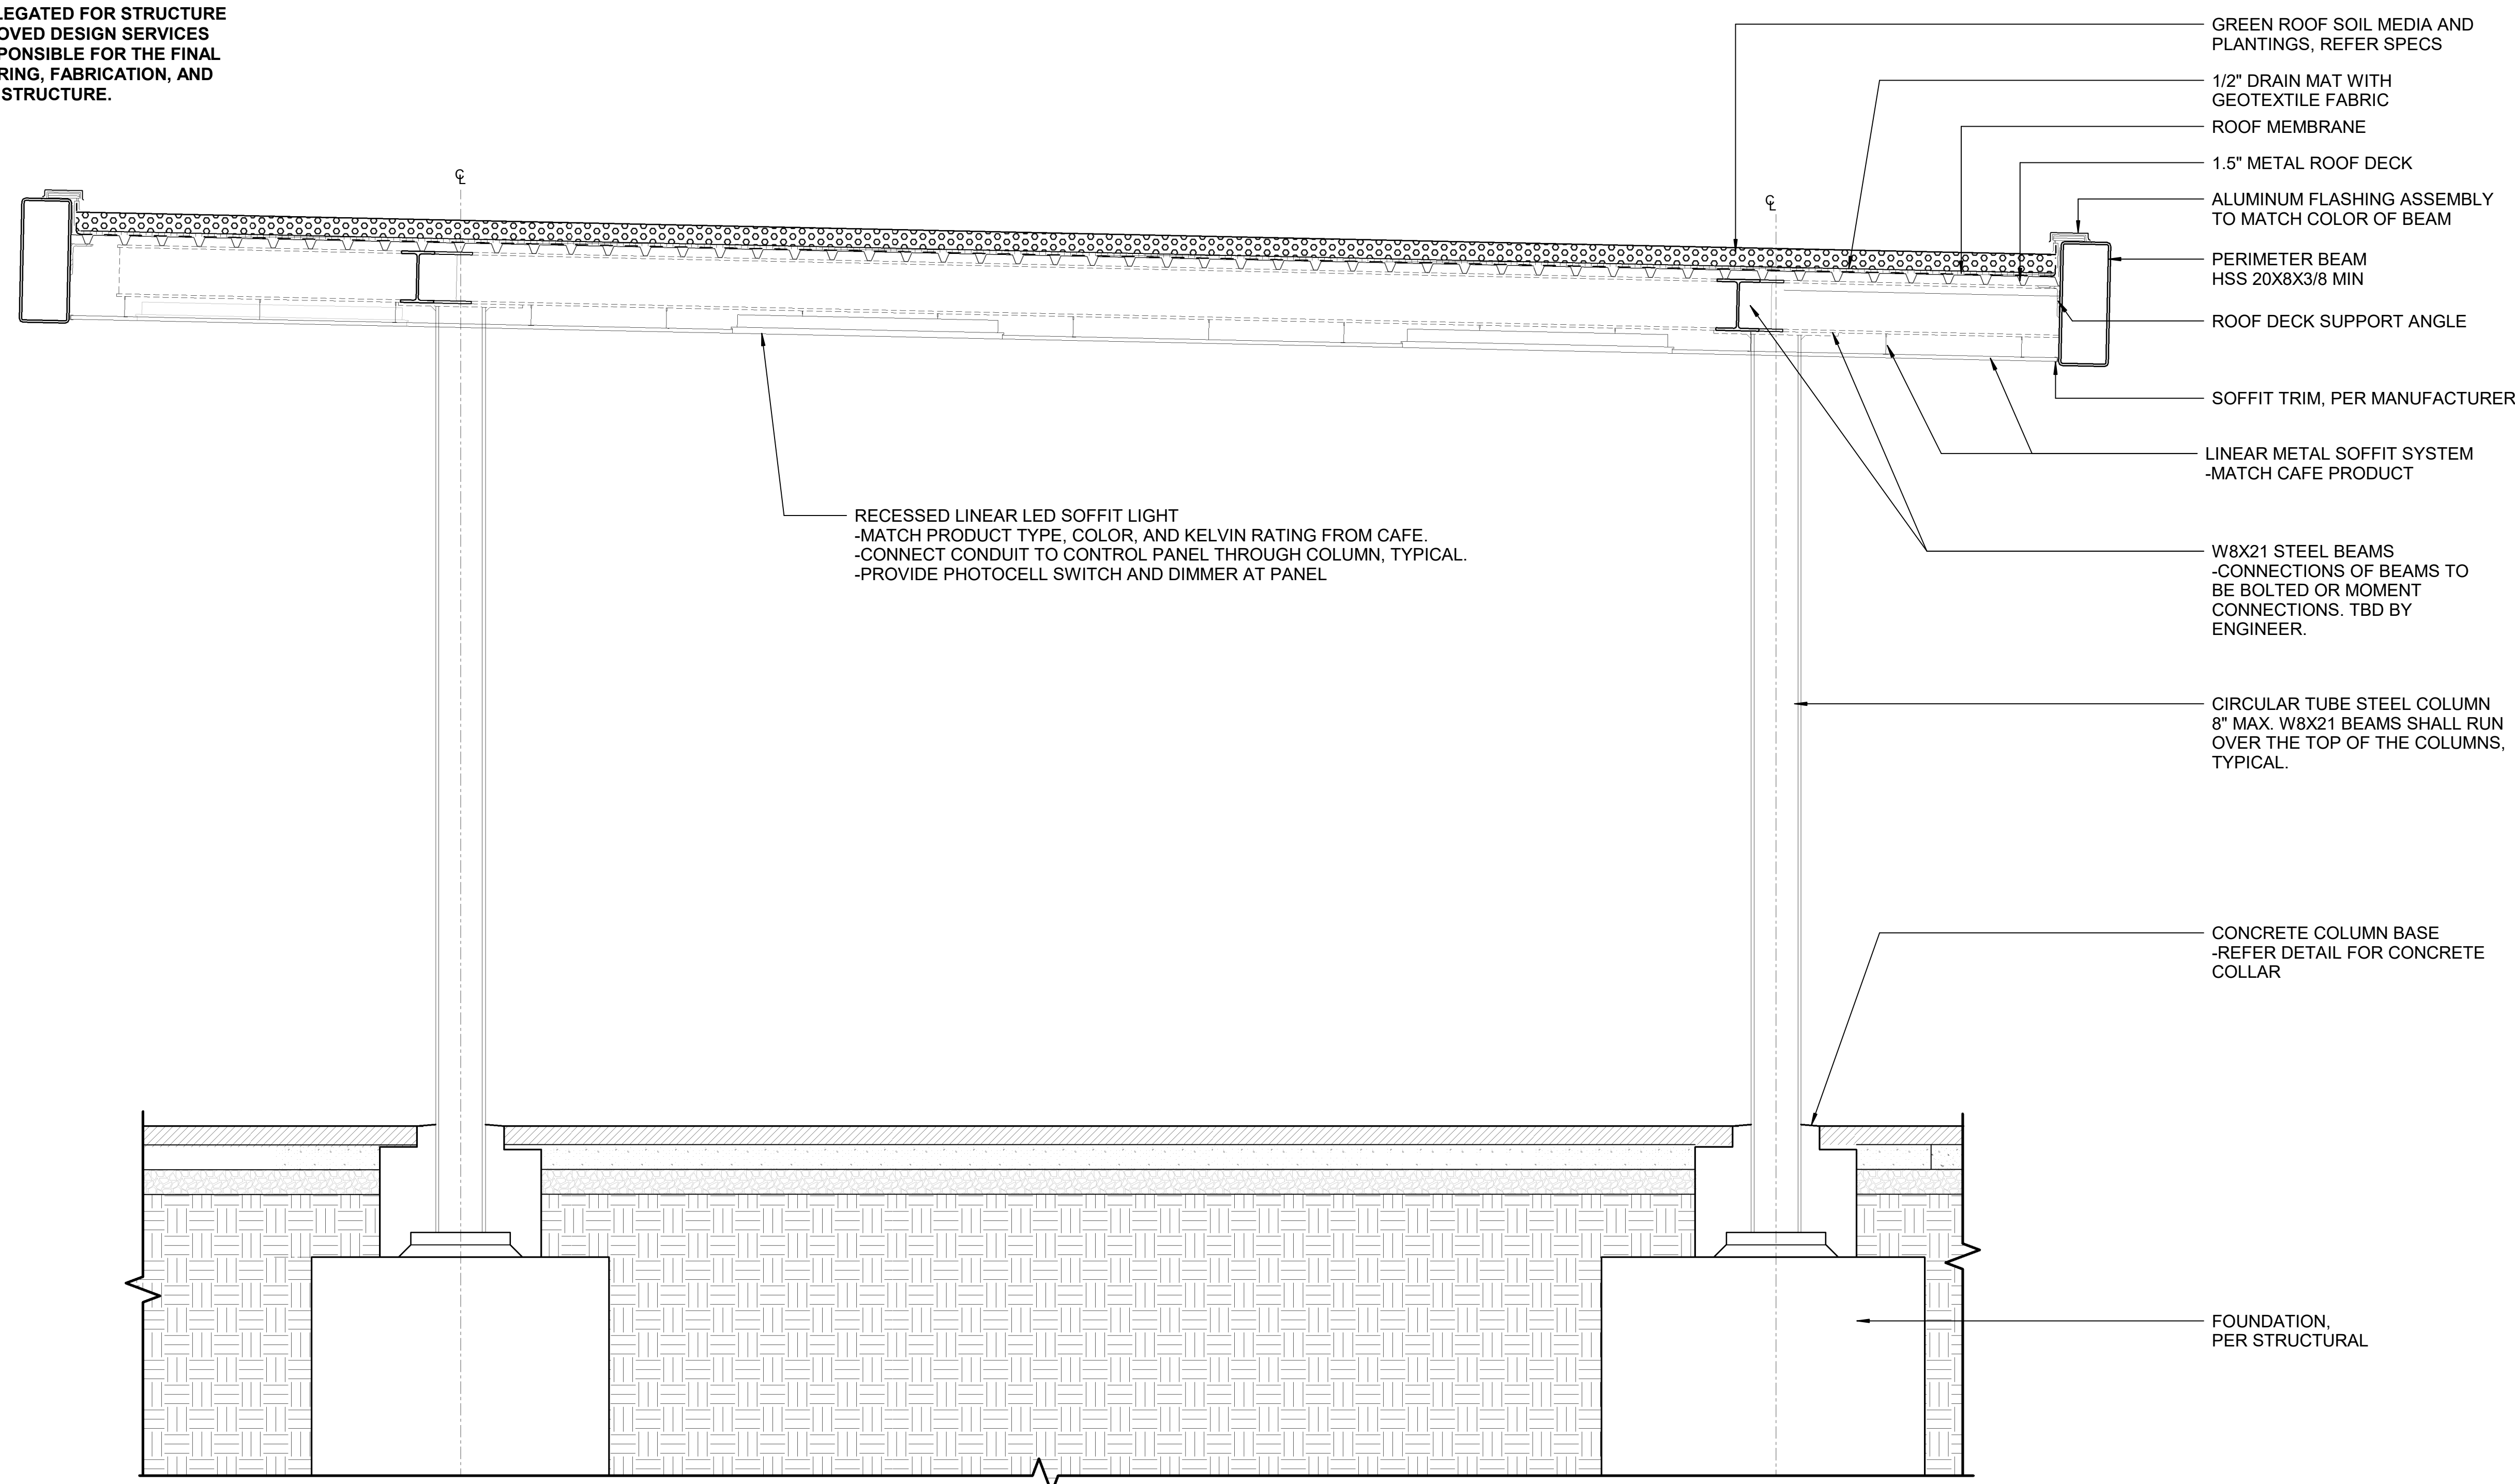 LEGATED FOR STRUCTURE
OVED DESIGN SERVICES
PONSIBLE FOR THE FINAL
RING, FABRICATION, AND
STRUCTURE.
℄
℄
GREEN ROOF SOIL MEDIA AND
PLANTINGS, REFER SPECS
1/2" DRAIN MAT WITH
GEOTEXTILE FABRIC
ROOF MEMBRANE
1.5" METAL ROOF DECK
ALUMINUM FLASHING ASSEMBLY
TO MATCH COLOR OF BEAM
PERIMETER BEAM
HSS 20X8X3/8 MIN
ROOF DECK SUPPORT ANGLE
SOFFIT TRIM, PER MANUFACTURER
LINEAR METAL SOFFIT SYSTEM
-MATCH CAFE PRODUCT
RECESSED LINEAR LED SOFFIT LIGHT
-MATCH PRODUCT TYPE, COLOR, AND KELVIN RATING FROM CAFE.
-CONNECT CONDUIT TO CONTROL PANEL THROUGH COLUMN, TYPICAL.
-PROVIDE PHOTOCELL SWITCH AND DIMMER AT PANEL
W8X21 STEEL BEAMS
-CONNECTIONS OF BEAMS TO
BE BOLTED OR MOMENT
CONNECTIONS. TBD BY
ENGINEER.
CIRCULAR TUBE STEEL COLUMN
8" MAX. W8X21 BEAMS SHALL RUN
OVER THE TOP OF THE COLUMNS,
TYPICAL.
CONCRETE COLUMN BASE
-REFER DETAIL FOR CONCRETE
COLLAR
FOUNDATION,
PER STRUCTURAL